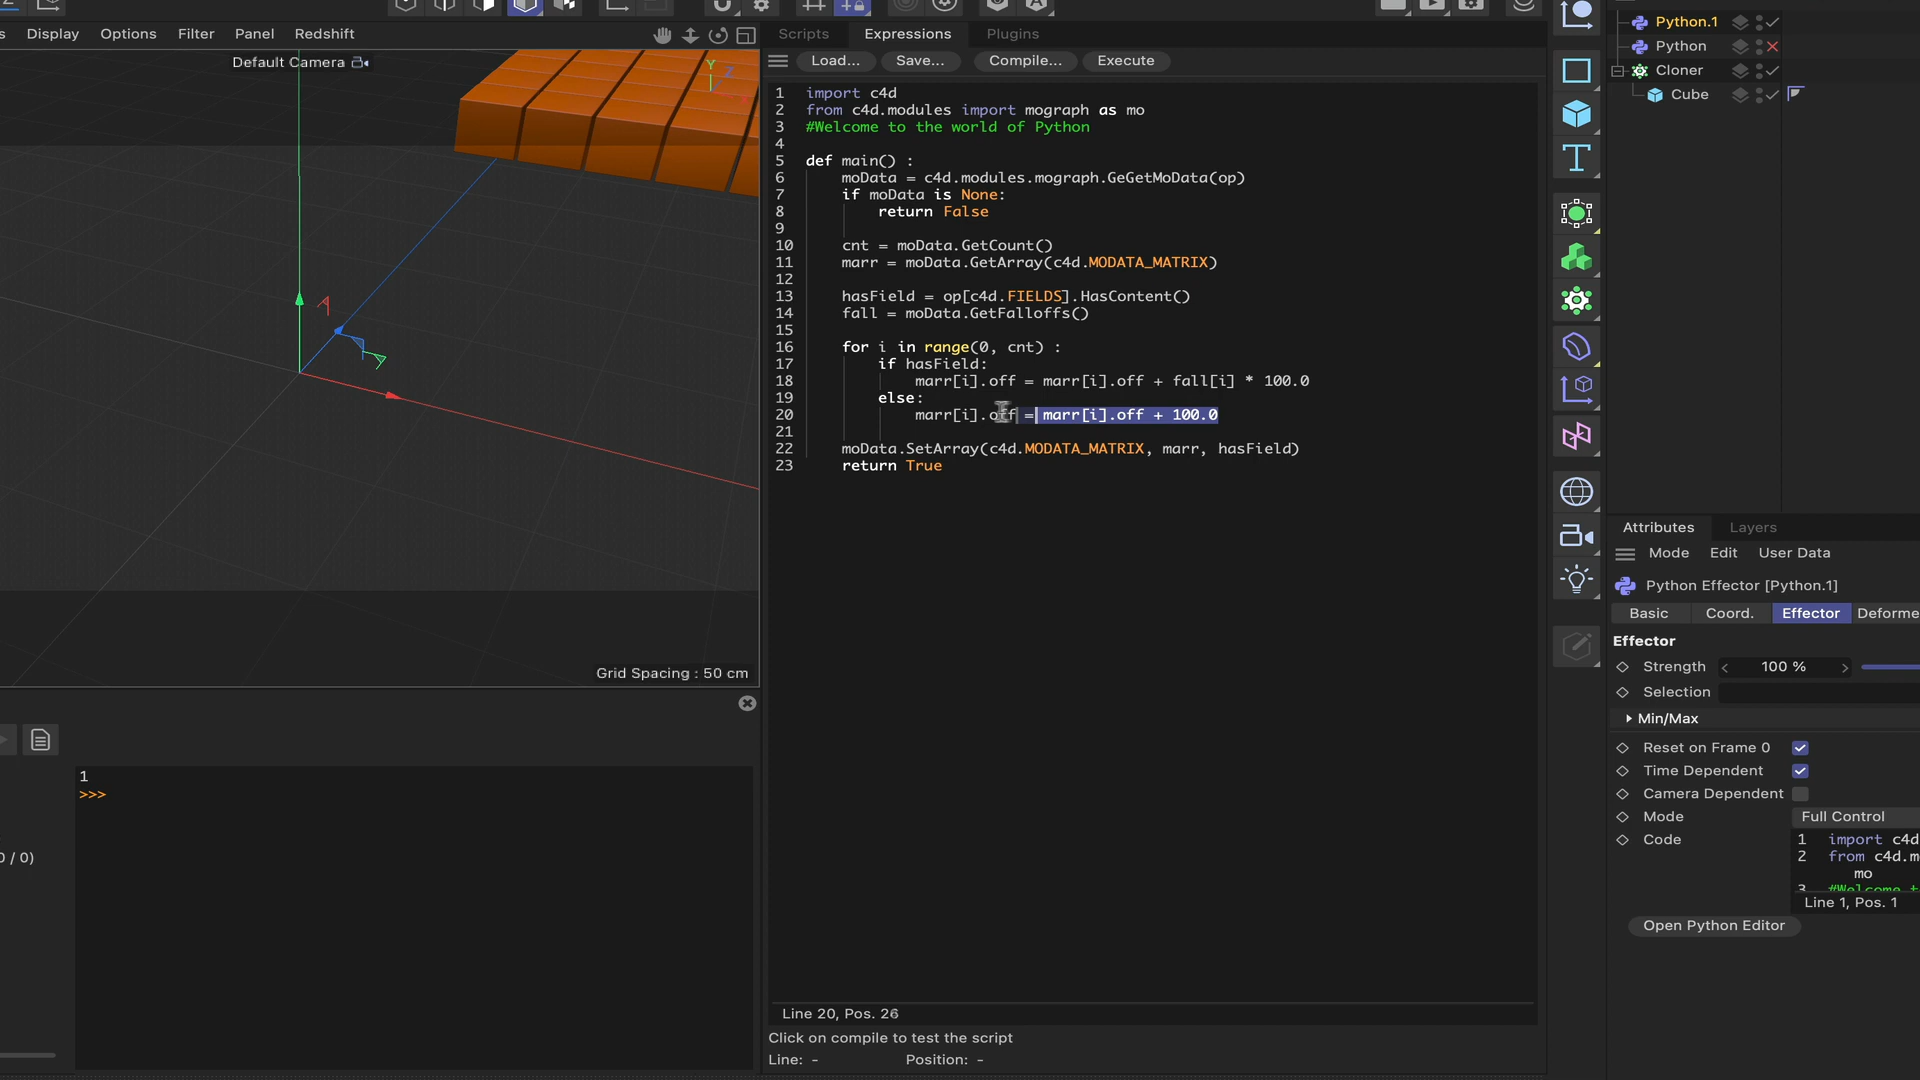 Display Options Filter Panel Redshift
Default Camera
Y
Z
Grid Spacing : 50 cm
0 / 0)
1
>>>
Scripts Expressions Plugins
Load... Save... Compile... Execute
1 import c4d
2 from c4d.modules import mograph as mo
3 #Welcome to the world of Python
4
5 def main() :
6 moData = c4d.modules.mograph.GeGetMoData(op)
7 if moData is None:
8 return False
9
10 cnt = moData.GetCount()
11 marr = moData.GetArray(c4d.MODATA_MATRIX)
12
13 hasField = op[c4d.FIELDS].HasContent()
14 fall = moData.GetFalloffs()
15
16 for i in range(0, cnt) :
17 if hasField:
18 marr[i].off = marr[i].off + fall[i] * 100.0
19 else:
20 marr[i].off = marr[i].off + 100.0
21
22 moData.SetArray(c4d.MODATA_MATRIX, marr, hasField)
23 return True
Line 20, Pos. 26
Click on compile to test the script
Line: - Position: -
Python.1
Python
Cloner
Cube
Attributes Layers
Mode Edit User Data
Python Effector [Python.1]
Basic Coord. Effector Deforme
Effector
Strength 100 %
Selection
Min/Max
Reset on Frame 0
Time Dependent
Camera Dependent
Mode Full Control
Code 1 import c4d
2 from c4d.m
mo
3 #Welcome t
Line 1, Pos. 1
Open Python Editor